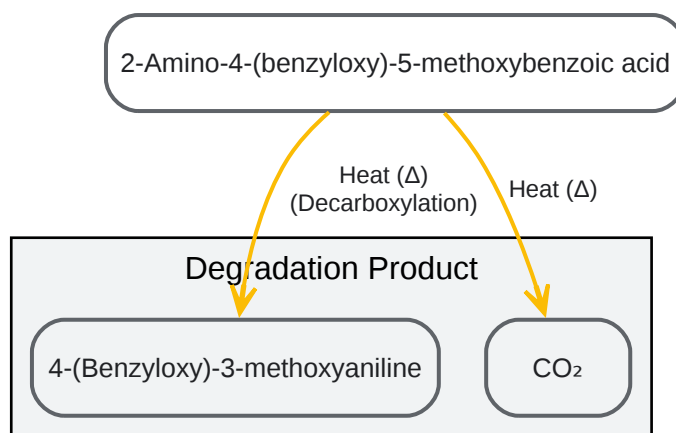 2-Amino-4-(benzyloxy)-5-methoxybenzoic acid
Heat (Δ)
(Decarboxylation)
Heat (Δ)
Degradation Product
4-(Benzyloxy)-3-methoxyaniline
CO₂